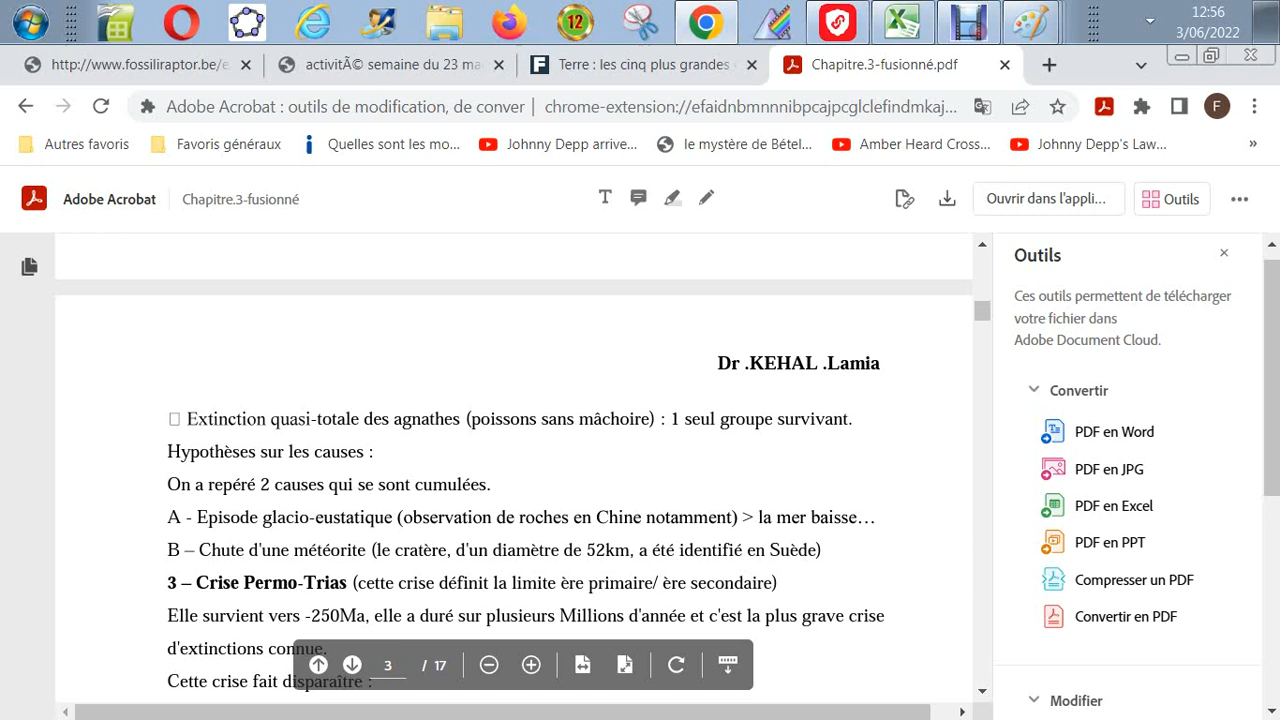 12
12:56
3/06/2022
http://www.fossiliraptor.be/e
activitÃ© semaine du 23 ma
Terre : les cinq plus grandes
Chapitre.3-fusionné.pdf
Adobe Acrobat : outils de modification, de conver | chrome-extension://efaidnbmnnnibpcajpcglclefindmkaj...
F
Autres favoris
Favoris généraux
Quelles sont les mo...
Johnny Depp arrive...
le mystère de Bétel...
Amber Heard Cross...
Johnny Depp's Law...
»
Adobe Acrobat
Chapitre.3-fusionné
Ouvrir dans l'appli...
Outils
Outils
Ces outils permettent de télécharger
votre fichier dans
Adobe Document Cloud.
Convertir
PDF en Word
PDF en JPG
PDF en Excel
PDF en PPT
Compresser un PDF
Convertir en PDF
Modifier
Dr .KEHAL .Lamia
□ Extinction quasi-totale des agnathes (poissons sans mâchoire) : 1 seul groupe survivant.
Hypothèses sur les causes :
On a repéré 2 causes qui se sont cumulées.
A - Episode glacio-eustatique (observation de roches en Chine notammment) > la mer baisse…
B – Chute d'une météorite (le cratère, d'un diamètre de 52km, a été identifié en Suède)
3 – Crise Permo-Trias (cette crise définit la limite ère primaire/ ère secondaire)
Elle survient vers -250Ma, elle a duré sur plusieurs Millions d'année et c'est la plus grave crise
d'extinctions connue.
Cette crise fait disparaître :
3 / 17